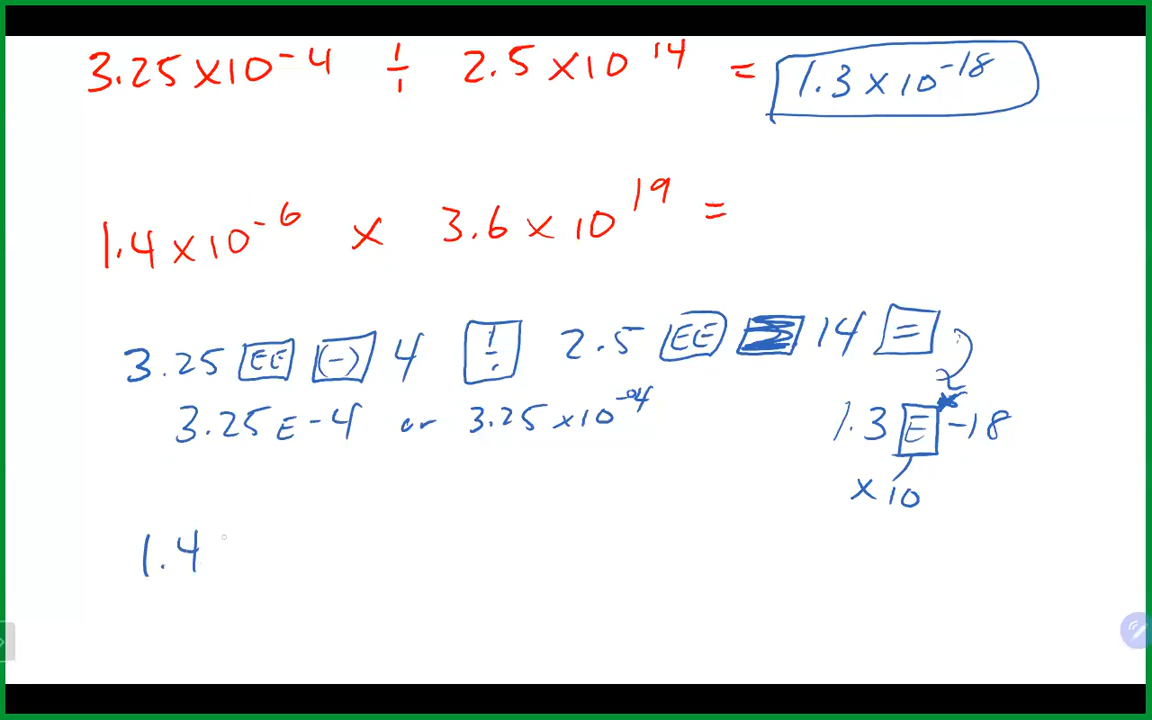 3.25 x 10⁻⁴ ÷ 2.5 x 10¹⁴ = 1.3 x 10⁻¹⁸
1.4 x 10⁻⁶ x 3.6 x 10¹⁹ =
3.25 EE (-) 4 ÷ 2.5 EE 14 =
3.25 E -4 or 3.25 x 10⁻⁰⁴ 1.3 E -18
x 10
1.4